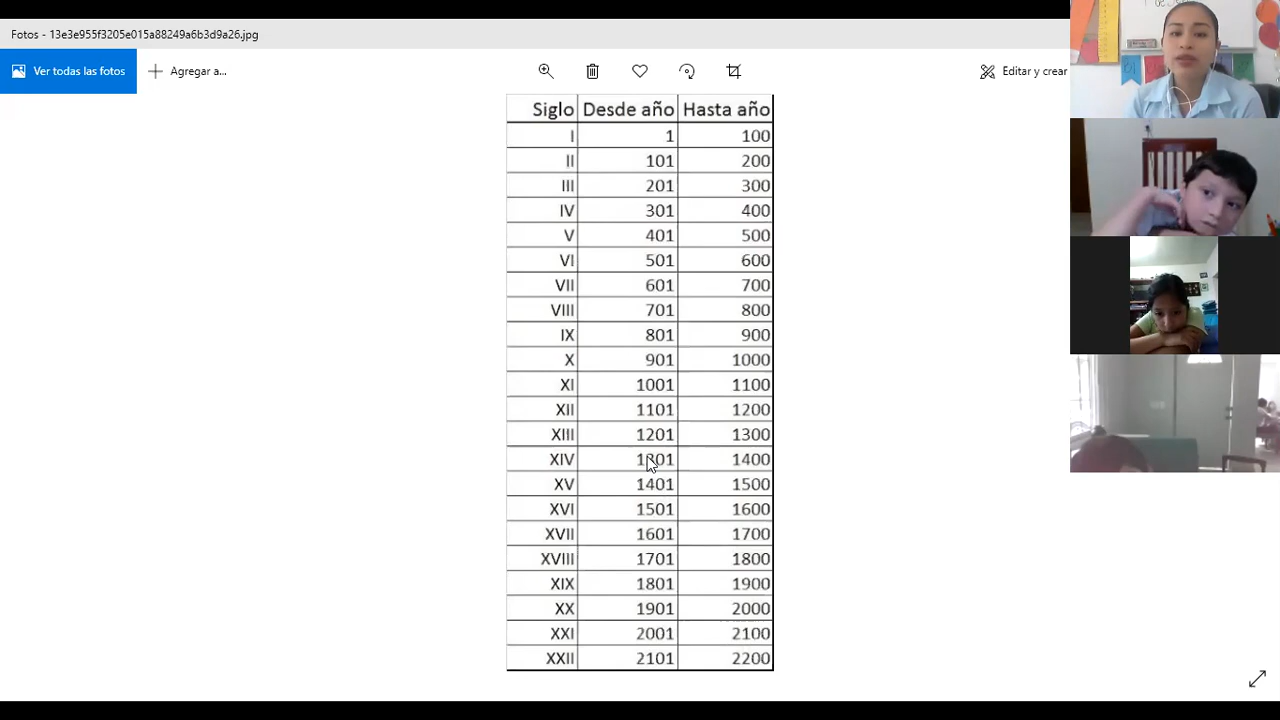 Fotos - 13e3e955f3205e015a88249a6b3d9a26.jpg
Ver todas las fotos
Agregar a...
Editar y crear
Siglo Desde año Hasta año
I 1 100
II 101 200
III 201 300
IV 301 400
V 401 500
VI 501 600
VII 601 700
VIII 701 800
IX 801 900
X 901 1000
XI 1001 1100
XII 1101 1200
XIII 1201 1300
XIV 1301 1400
XV 1401 1500
XVI 1501 1600
XVII 1601 1700
XVIII 1701 1800
XIX 1801 1900
XX 1901 2000
XXI 2001 2100
XXII 2101 2200